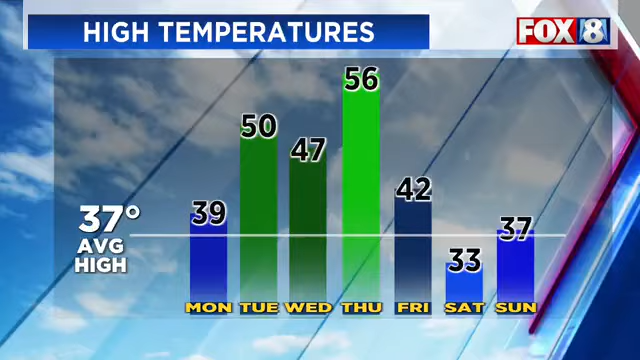 HIGH TEMPERATURES
FOX 8
56
50
47
42
39
37
33
37°
AVG
HIGH
MON TUE WED THU FRI SAT SUN